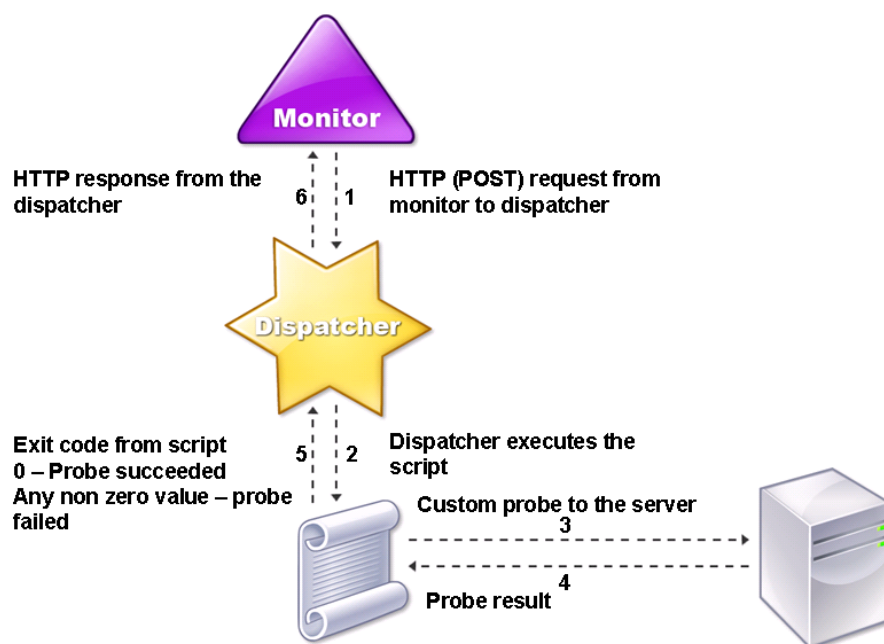 Monitor
HTTP response from the
dispatcher
6
1
HTTP (POST) request from
monitor to dispatcher
Dispatcher
Exit code from script
0 – Probe succeeded
Any non zero value – probe
failed
5
2
Dispatcher executes the
script
Custom probe to the server
3
4
Probe result